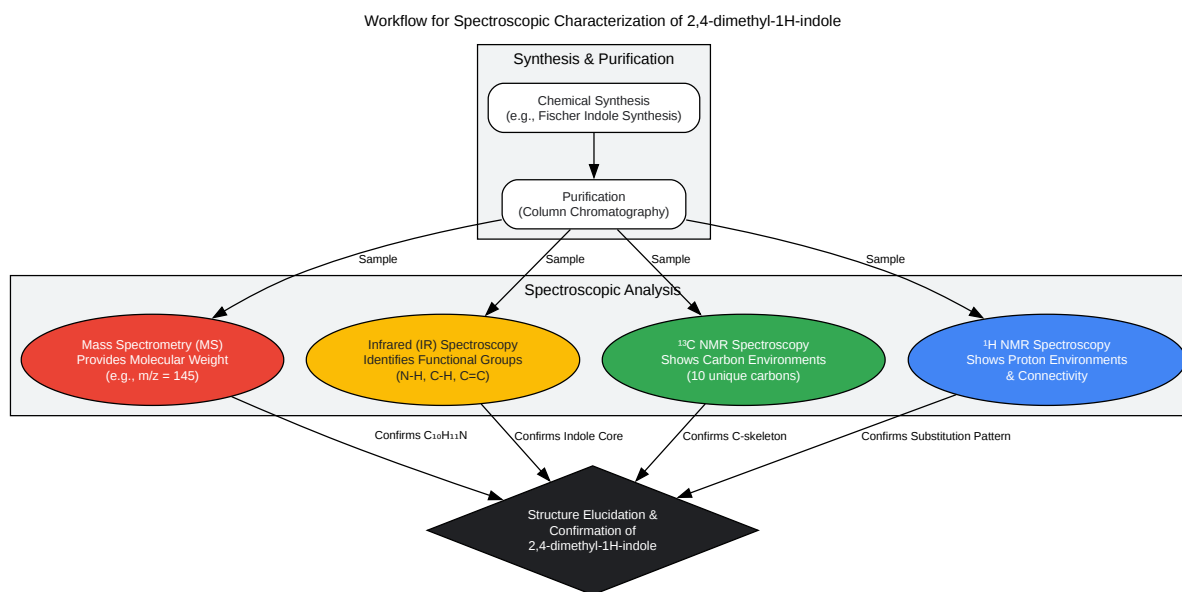 Workflow for Spectroscopic Characterization of 2,4-dimethyl-1H-indole
Synthesis & Purification
Chemical Synthesis
(e.g., Fischer Indole Synthesis)
Purification
(Column Chromatography)
Sample
Sample
Sample
Sample
Spectroscopic Analysis
Mass Spectrometry (MS)
Provides Molecular Weight
(e.g., m/z = 145)
Infrared (IR) Spectroscopy
Identifies Functional Groups
(N-H, C-H, C=C)
¹³C NMR Spectroscopy
Shows Carbon Environments
(10 unique carbons)
¹H NMR Spectroscopy
Shows Proton Environments
& Connectivity
Confirms C₁₀H₁₁N
Confirms Indole Core
Confirms C-skeleton
Confirms Substitution Pattern
Structure Elucidation &
Confirmation of
2,4-dimethyl-1H-indole